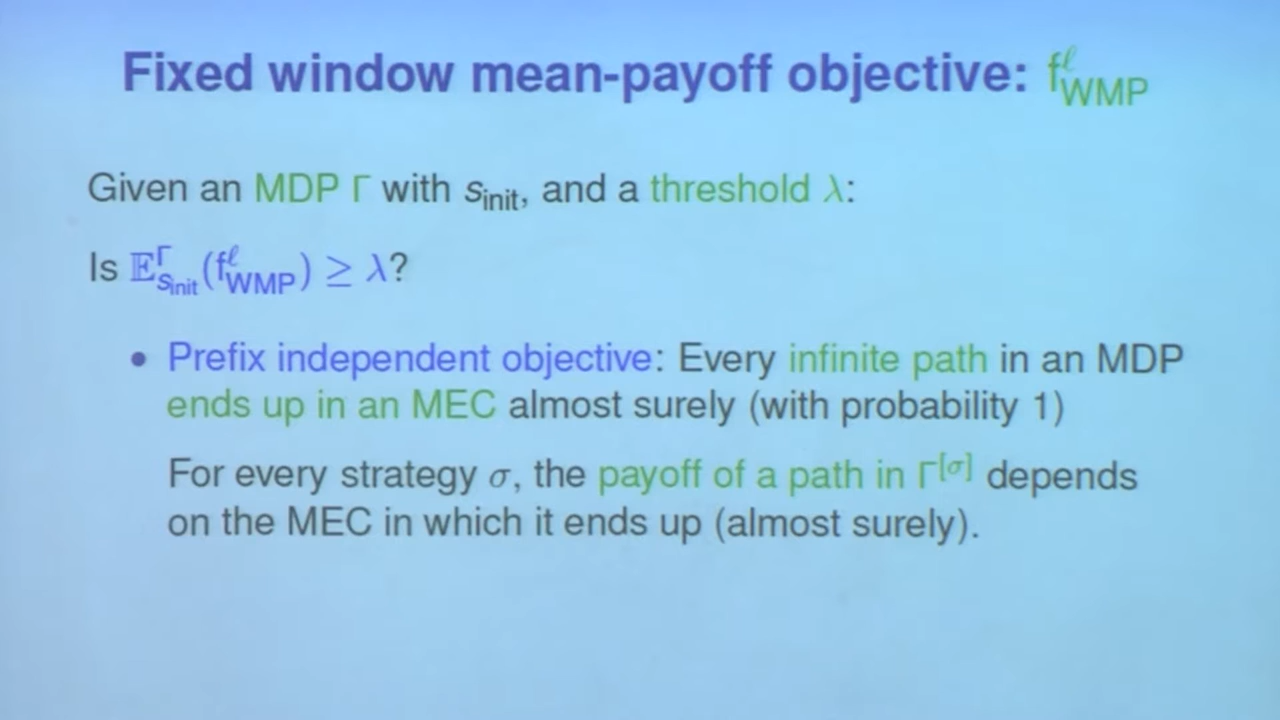 Fixed window mean-payoff objective: f^ℓ_WMP
Given an MDP Γ with s_init, and a threshold λ:
Is 𝔼^Γ_{s_init}(f^ℓ_WMP) ≥ λ?
• Prefix independent objective: Every infinite path in an MDP
ends up in an MEC almost surely (with probability 1)
For every strategy σ, the payoff of a path in Γ^[σ] depends
on the MEC in which it ends up (almost surely).